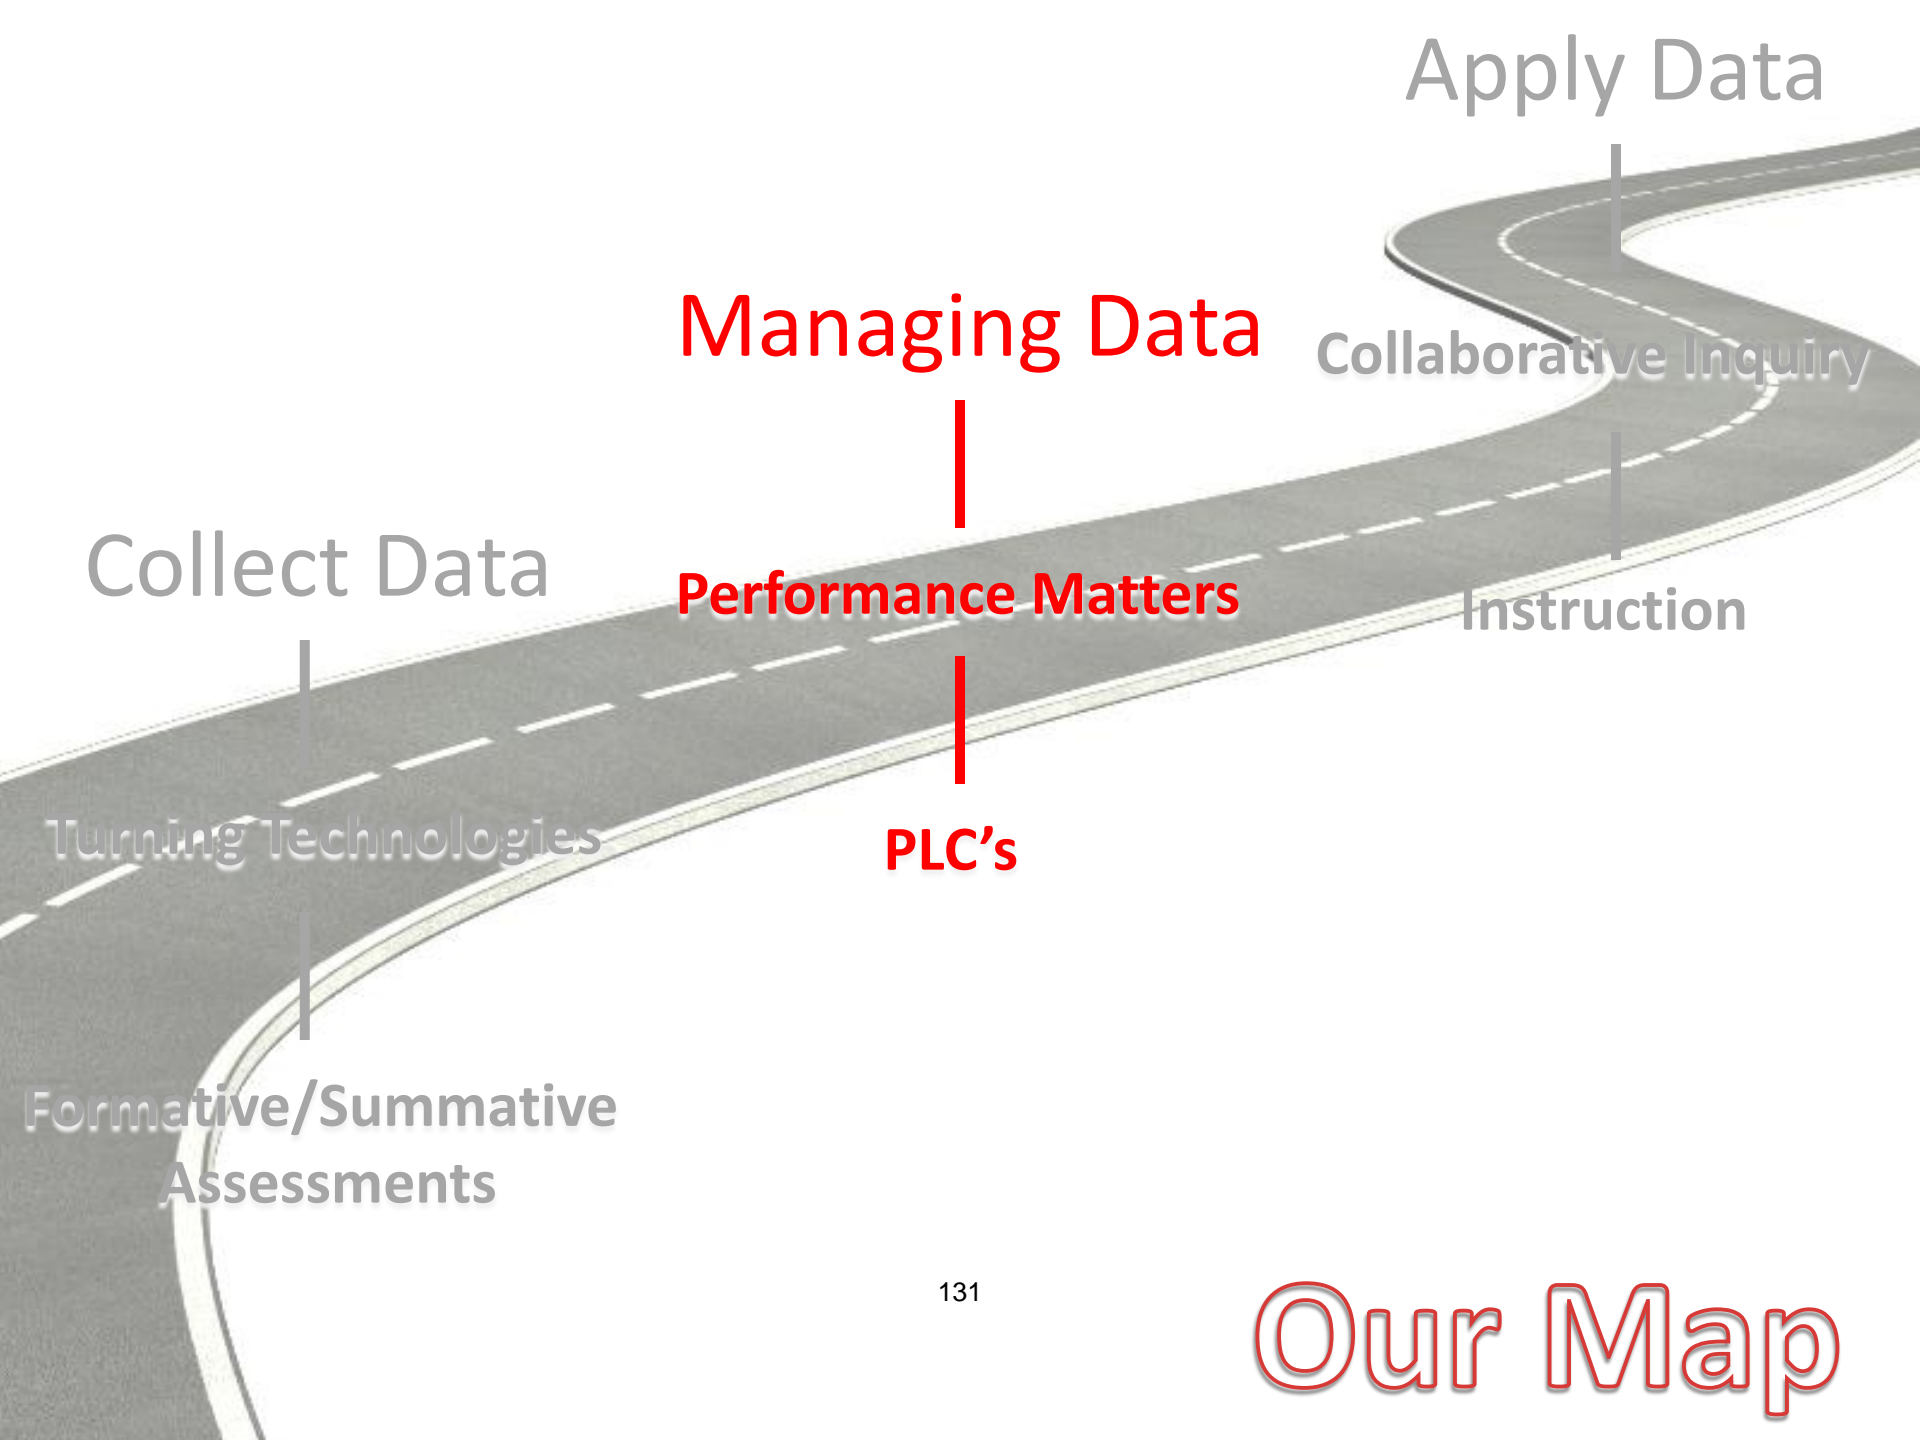 Collect Data
Turning Technologies
Formative/Summative
Assessments
Managing Data
Performance Matters
PLC’s
Apply Data
Collaborative Inquiry
Instruction
131
Our Map